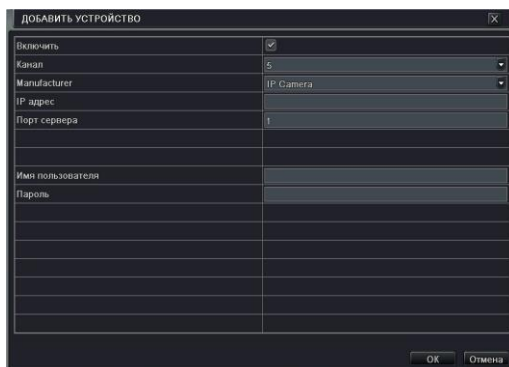 ДОБАВИТЬ УСТРОЙСТВО X
Включить
Канал 5
Manufacturer IP Camera
IP адрес
Порт сервера 1
Имя пользователя
Пароль
OK Отмена